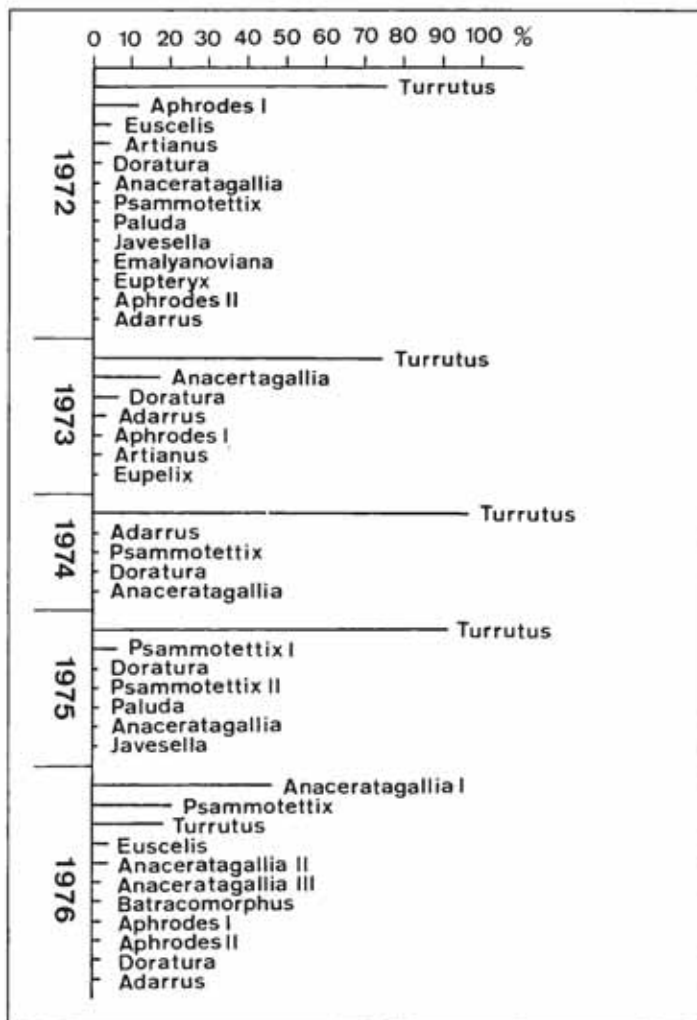 0 10 20 30 40 50 60 70 80 90 100 %
1972
Turrutus
Aphrodes I
Euscelis
Artianus
Doratura
Anaceratagallia
Psammotettix
Paluda
Javesella
Emalyanoviana
Eupteryx
Aphrodes II
Adarrus
1973
Turrutus
Anacertagallia
Doratura
Adarrus
Aphrodes I
Artianus
Eupelix
1974
Turrutus
Adarrus
Psammotettix
Doratura
Anaceratagallia
1975
Turrutus
Psammotettix I
Doratura
Psammotettix II
Paluda
Anaceratagallia
Javesella
1976
Anaceratagallia I
Psammotettix
Turrutus
Euscelis
Anaceratagallia II
Anaceratagallia III
Batracomorphus
Aphrodes I
Aphrodes II
Doratura
Adarrus